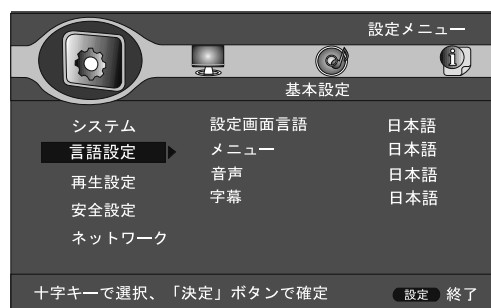 設定メニュー
基本設定
システム
言語設定
再生設定
安全設定
ネットワーク
設定画面言語 日本語
メニュー 日本語
音声 日本語
字幕 日本語
十字キーで選択、「決定」ボタンで確定 設定 終了